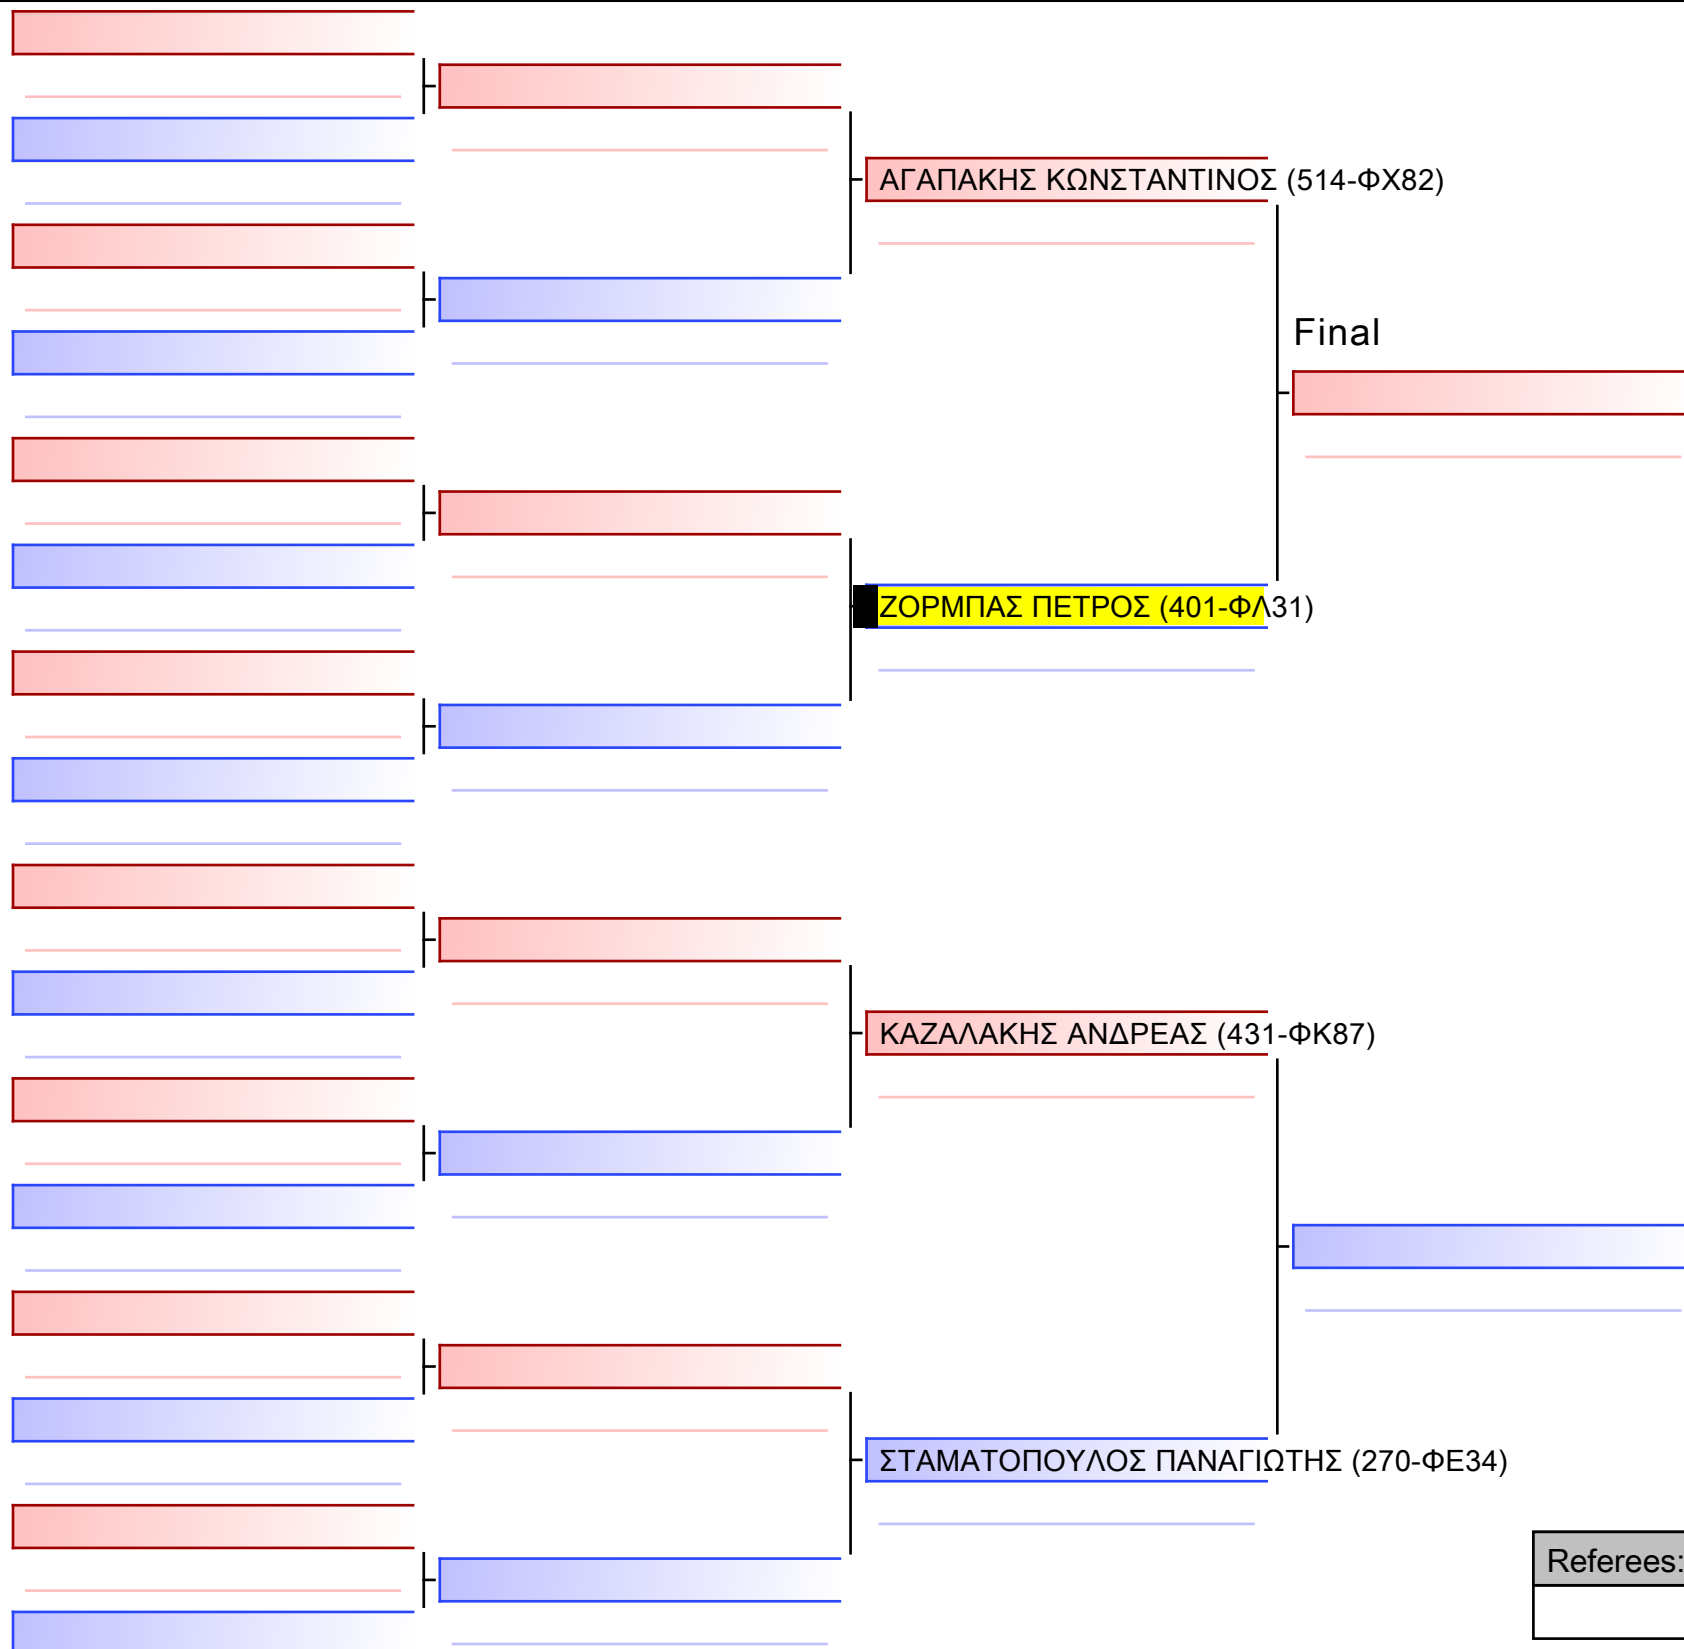 ΑΓΑΠΑΚΗΣ ΚΩΝΣΤΑΝΤΙΝΟΣ (514-ΦΧ82)
Final
ΖΟΡΜΠΑΣ ΠΕΤΡΟΣ (401-ΦΛ31)
ΚΑΖΑΛΑΚΗΣ ΑΝΔΡΕΑΣ (431-ΦΚ87)
ΣΤΑΜΑΤΟΠΟΥΛΟΣ ΠΑΝΑΓΙΩΤΗΣ (270-ΦΕ34)
Referees: